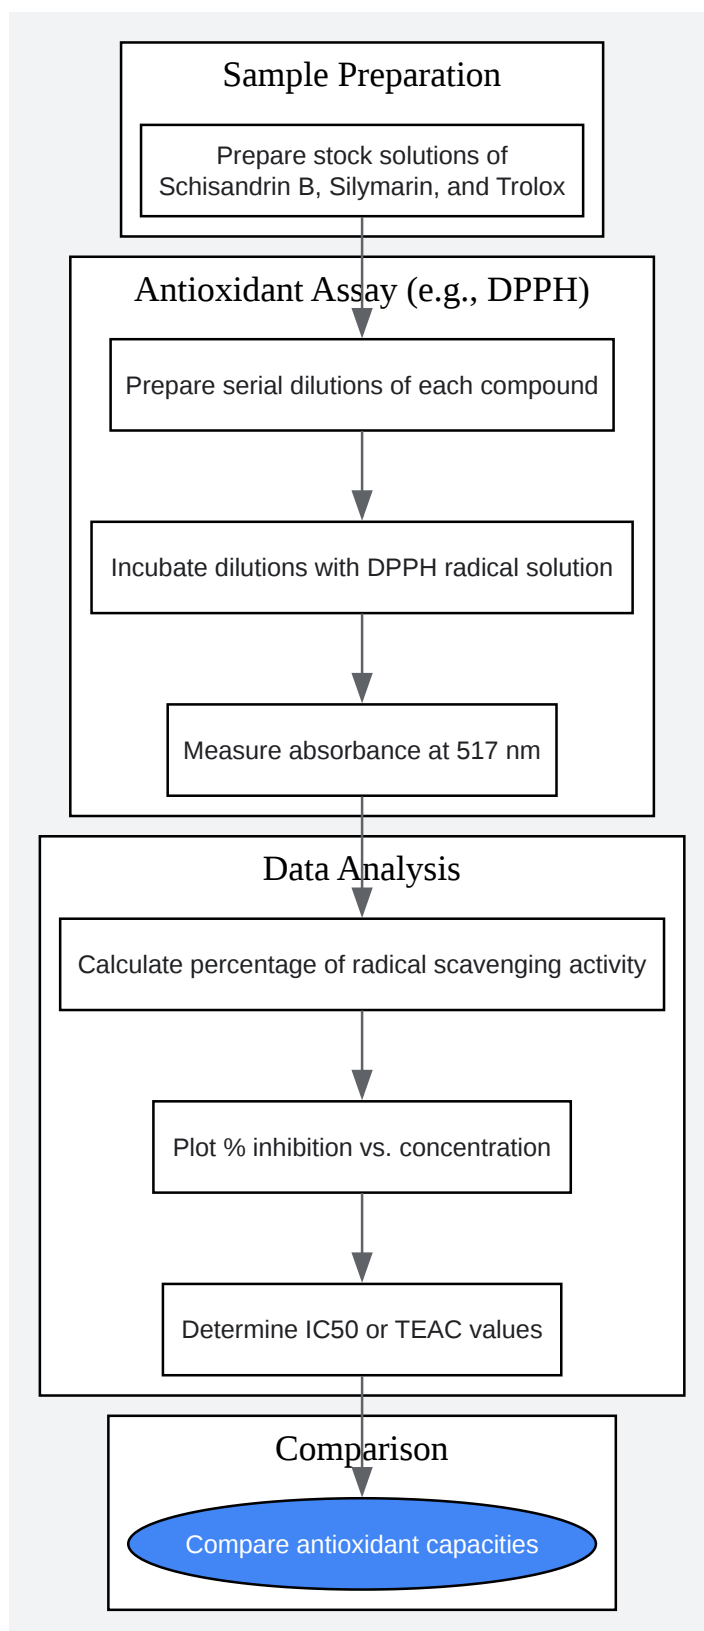 Sample Preparation
Prepare stock solutions of
Schisandrin B, Silymarin, and Trolox
Antioxidant Assay (e.g., DPPH)
Prepare serial dilutions of each compound
Incubate dilutions with DPPH radical solution
Measure absorbance at 517 nm
Data Analysis
Calculate percentage of radical scavenging activity
Plot % inhibition vs. concentration
Determine IC50 or TEAC values
Comparison
Compare antioxidant capacities